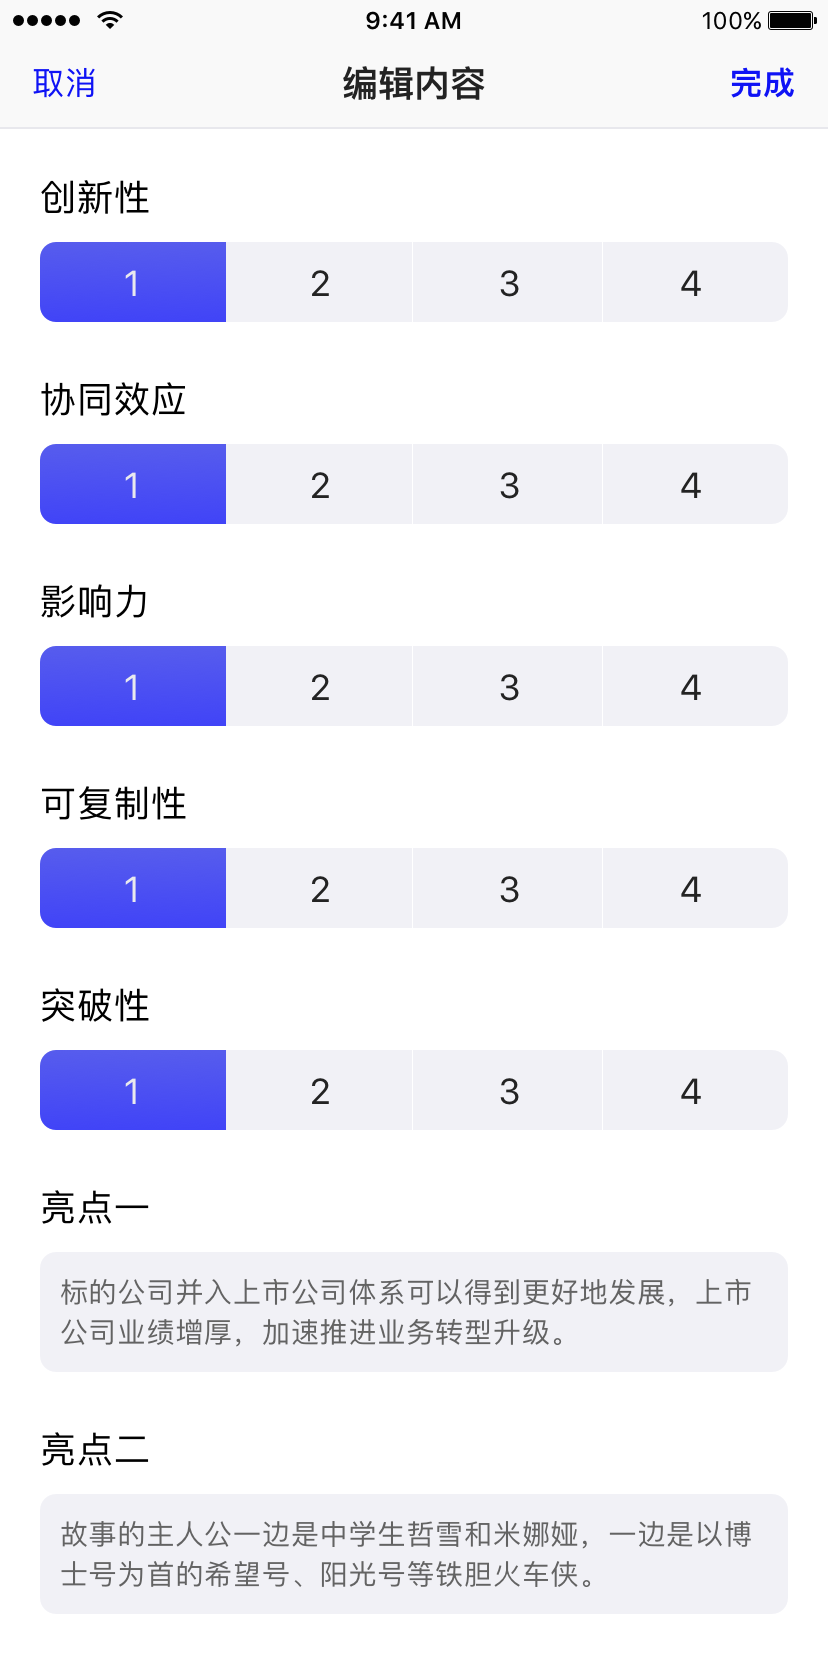 9:41 AM
100%
取消
编辑内容
完成
创新性
1 2 3 4
协同效应
1 2 3 4
影响力
1 2 3 4
可复制性
1 2 3 4
突破性
1 2 3 4
亮点一
标的公司并入上市公司体系可以得到更好地发展，上市
公司业绩增厚，加速推进业务转型升级。
亮点二
故事的主人公一边是中学生哲雪和米娜娅，一边是以博
士号为首的希望号、阳光号等铁胆火车侠。